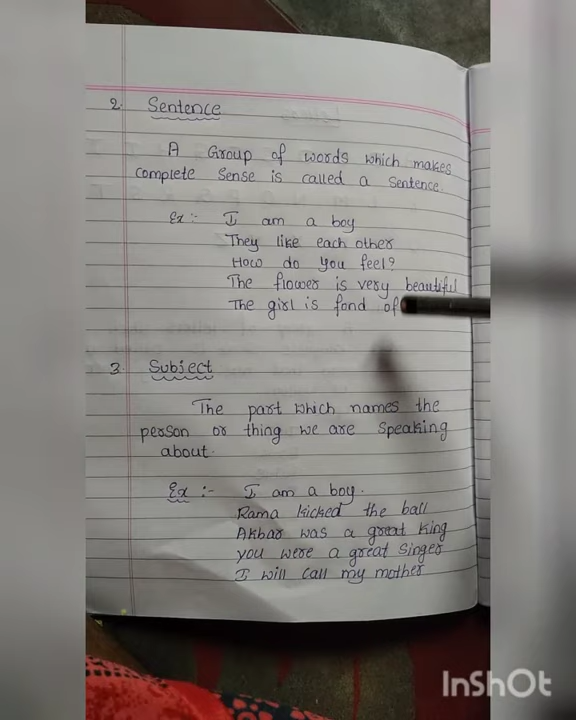 2. Sentence
A Group of words which makes
complete Sense is called a Sentence.
Ex :- I am a boy
They like each other
How do you feel?
The flower is very beautiful
The girl is fond of
3 Subject
The part which names the
person or thing we are speaking
about.
Ex :- I am a boy.
Rama kicked the ball
Akbar was a great king
you were a great singer
I will call my mother
InShOt